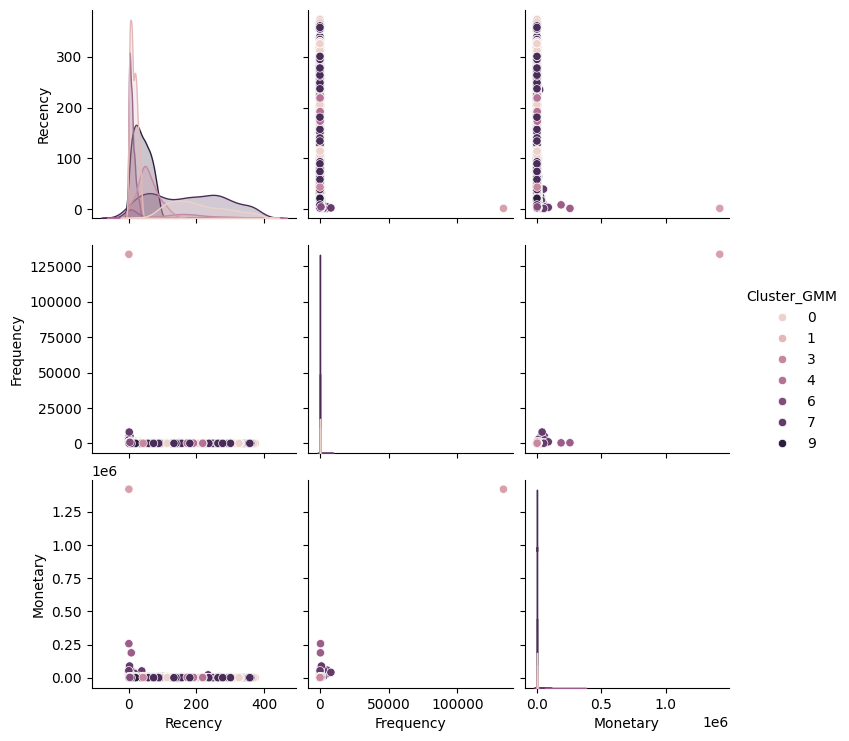 300
200
100
0
Recency
125000
100000
75000
50000
25000
0
Frequency
Cluster_GMM
0
1
3
4
6
7
9
1e6
1.25
1.00
0.75
0.50
0.25
0.00
Monetary
0 200 400
Recency
0 50000 100000
Frequency
0.0 0.5 1.0
1e6
Monetary